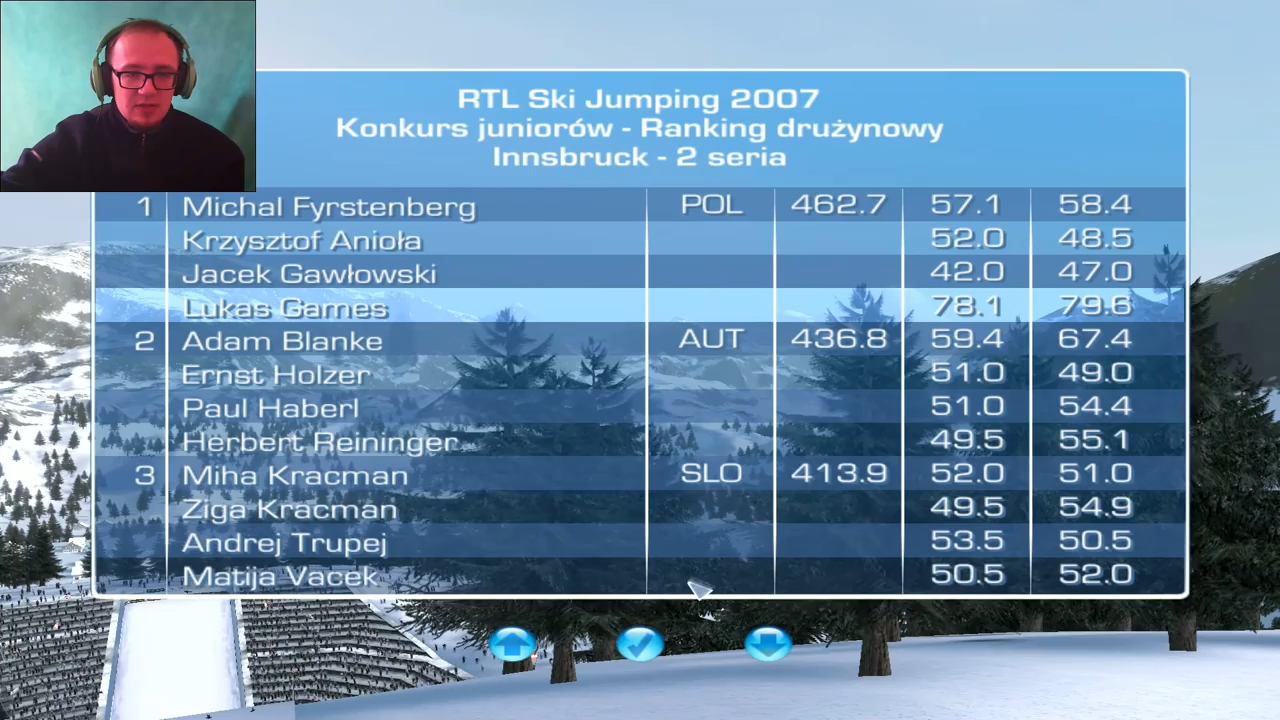 RTL Ski Jumping 2007
Konkurs juniorów - Ranking drużynowy
Innsbruck - 2 seria
1 Michal Fyrstenberg POL 462.7 57.1 58.4
Krzysztof Anioła 52.0 48.5
Jacek Gawłowski 42.0 47.0
Lukas Games 78.1 79.6
2 Adam Blanke AUT 436.8 59.4 67.4
Ernst Holzer 51.0 49.0
Paul Haberl 51.0 54.4
Herbert Reininger 49.5 55.1
3 Miha Kracman SLO 413.9 52.0 51.0
Ziga Kracman 49.5 54.9
Andrej Trupej 53.5 50.5
Matija Vacek 50.5 52.0